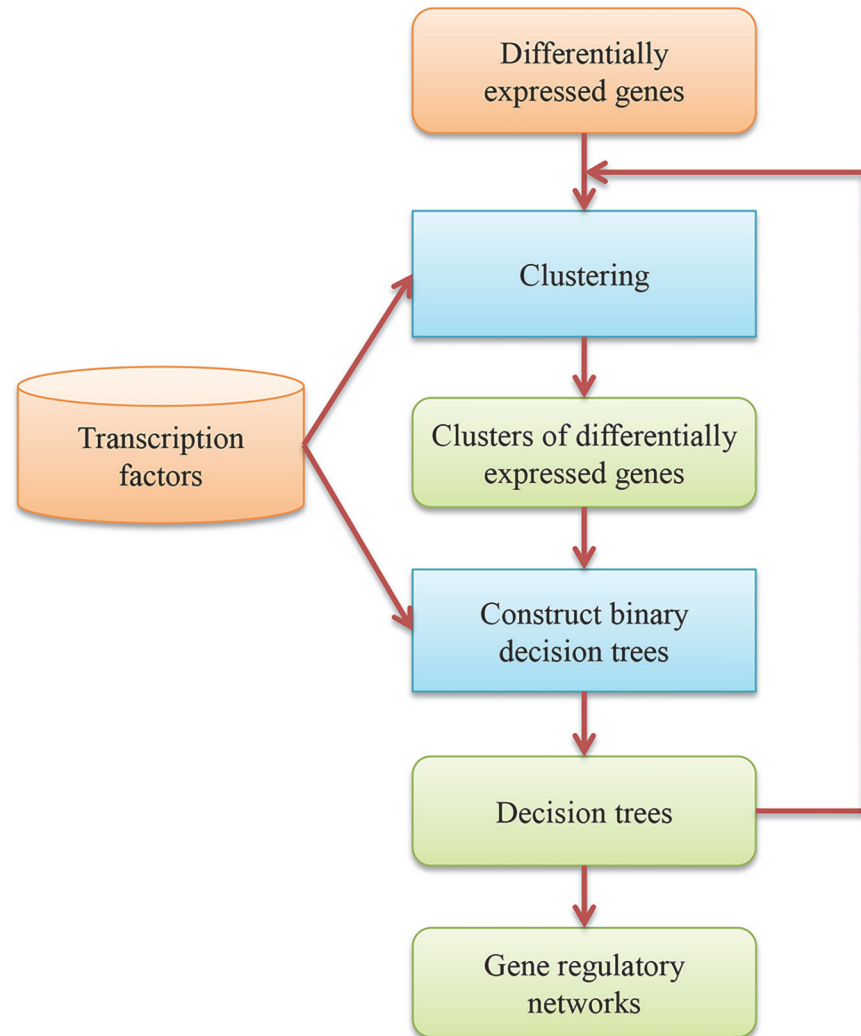 Differentially
expressed genes
Clustering
Transcription
factors
Clusters of differentially
expressed genes
Construct binary
decision trees
Decision trees
Gene regulatory
networks